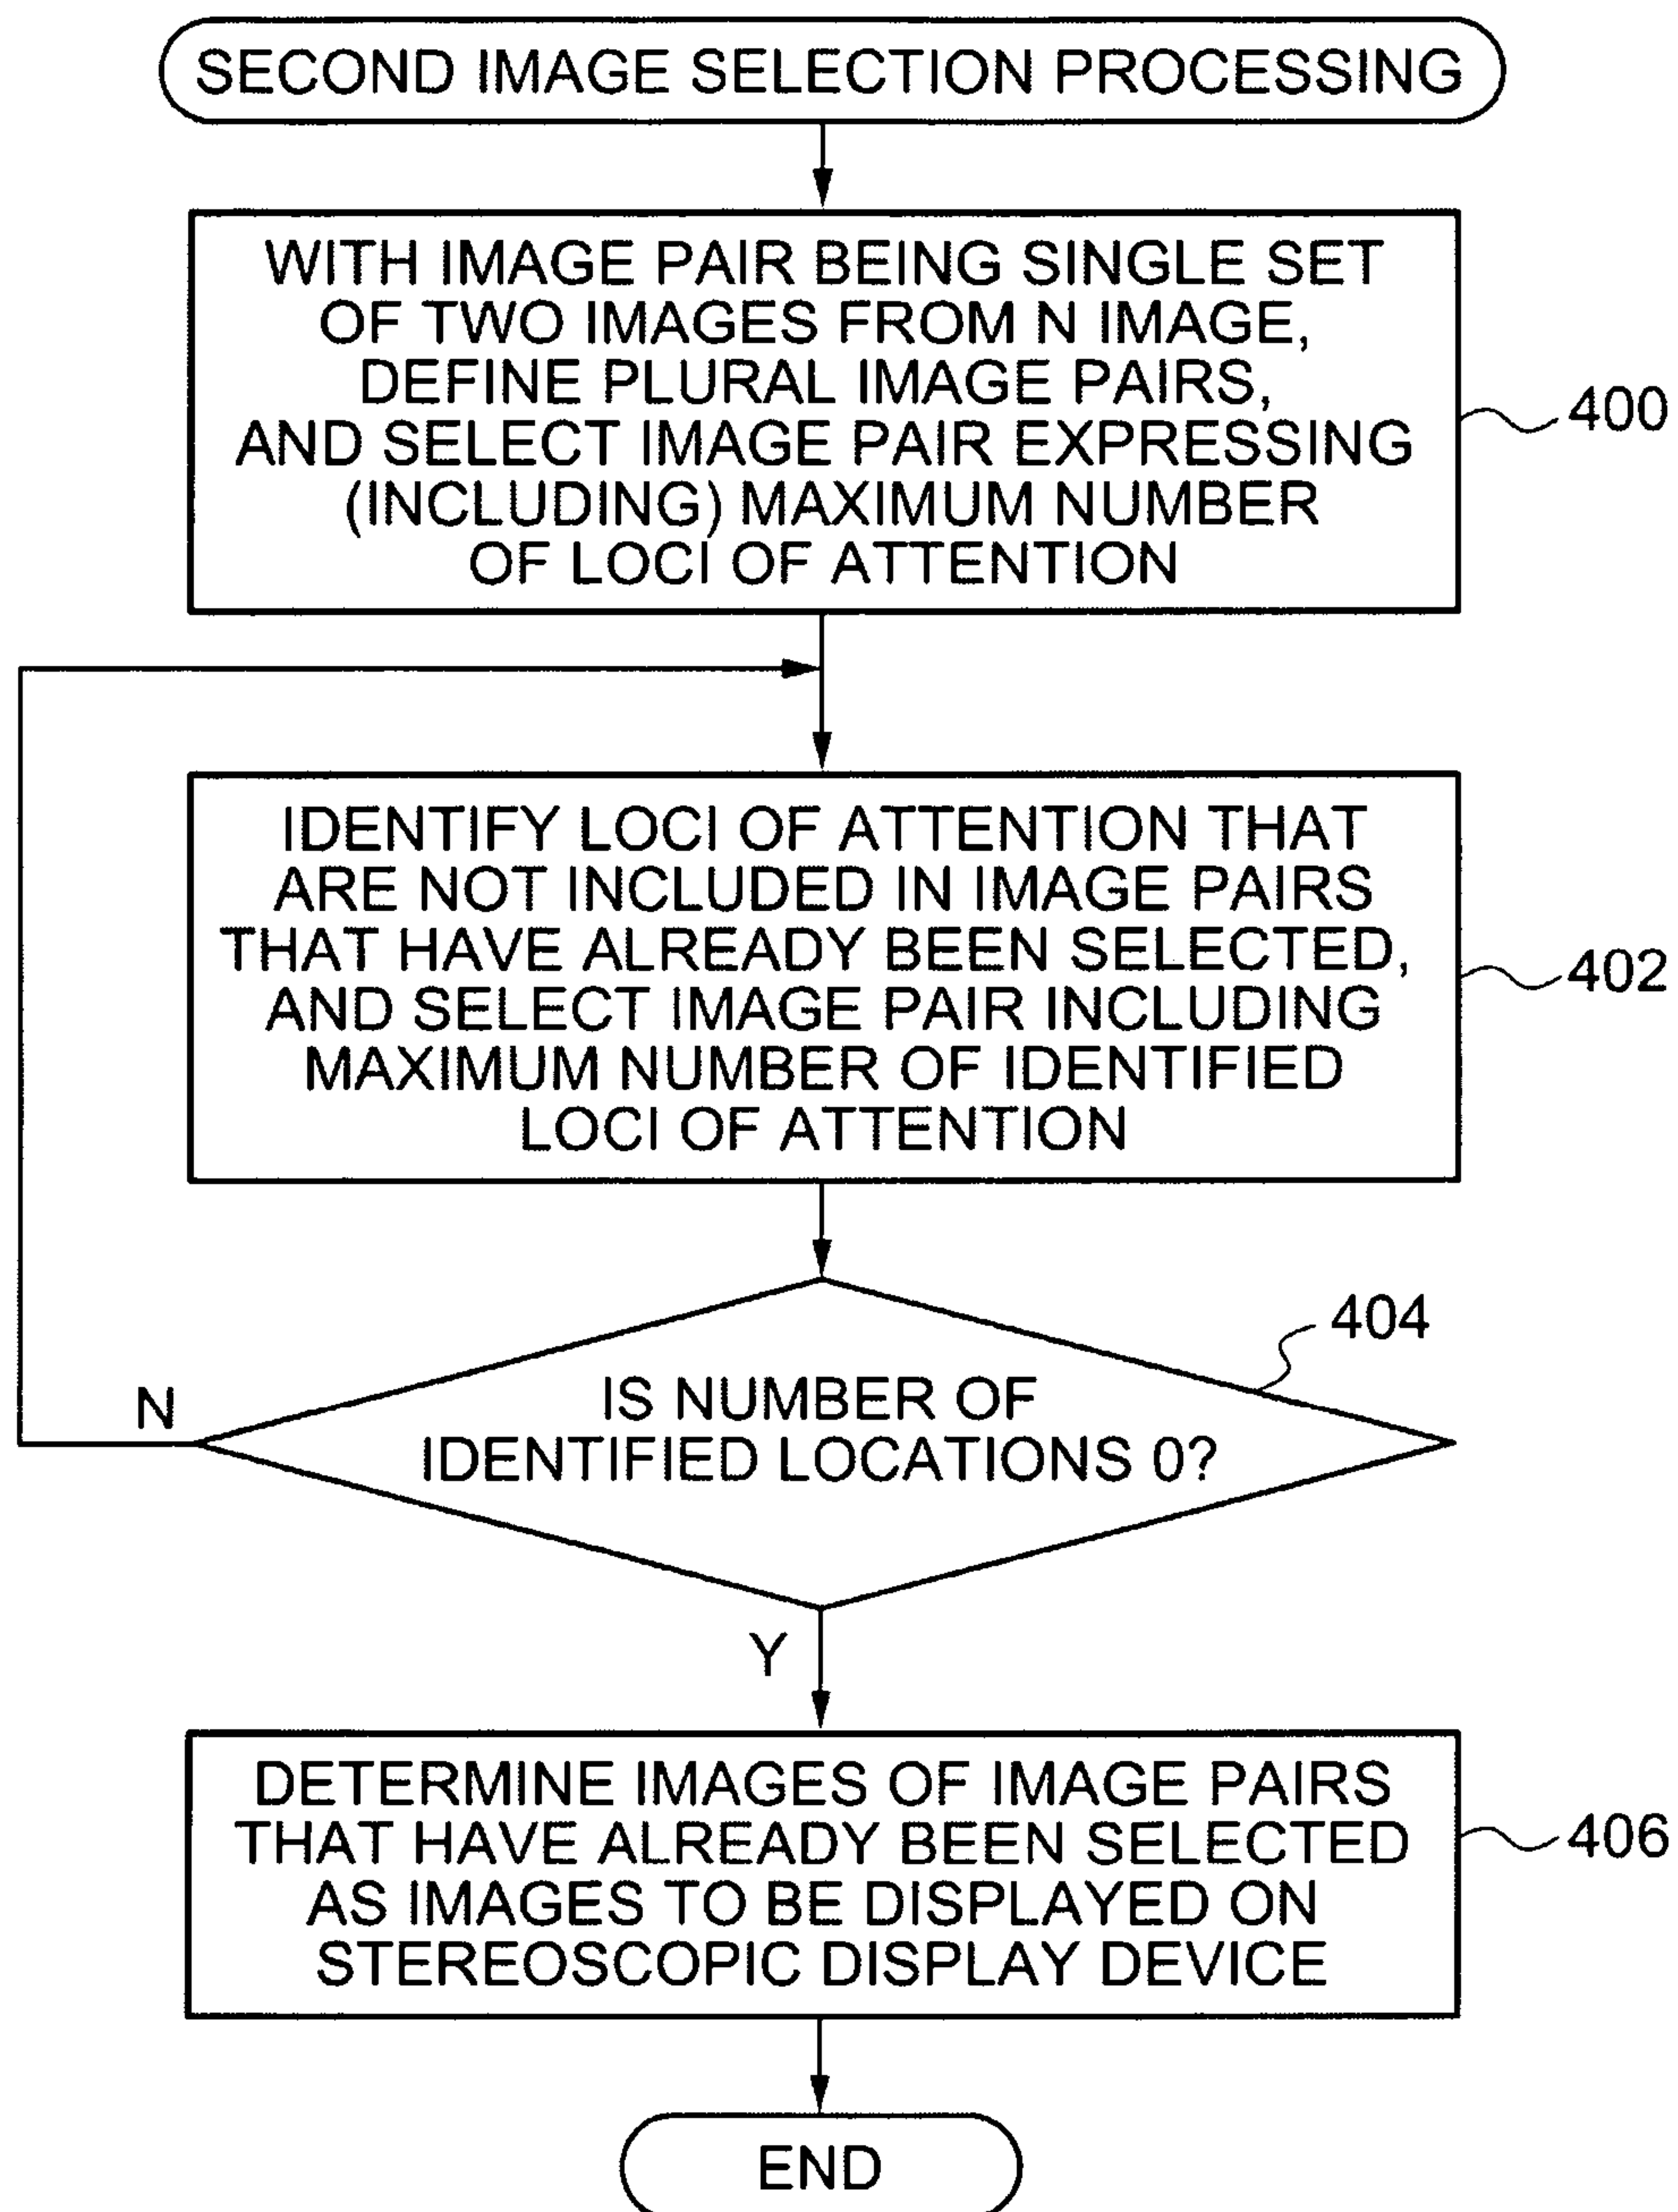 SECOND IMAGE SELECTION PROCESSING
WITH IMAGE PAIR BEING SINGLE SET
OF TWO IMAGES FROM N IMAGE,
DEFINE PLURAL IMAGE PAIRS,
AND SELECT IMAGE PAIR EXPRESSING
(INCLUDING) MAXIMUM NUMBER
OF LOCI OF ATTENTION
400
IDENTIFY LOCI OF ATTENTION THAT
ARE NOT INCLUDED IN IMAGE PAIRS
THAT HAVE ALREADY BEEN SELECTED,
AND SELECT IMAGE PAIR INCLUDING
MAXIMUM NUMBER OF IDENTIFIED
LOCI OF ATTENTION
402
404
IS NUMBER OF
IDENTIFIED LOCATIONS 0?
N
Y
DETERMINE IMAGES OF IMAGE PAIRS
THAT HAVE ALREADY BEEN SELECTED
AS IMAGES TO BE DISPLAYED ON
STEREOSCOPIC DISPLAY DEVICE
406
END